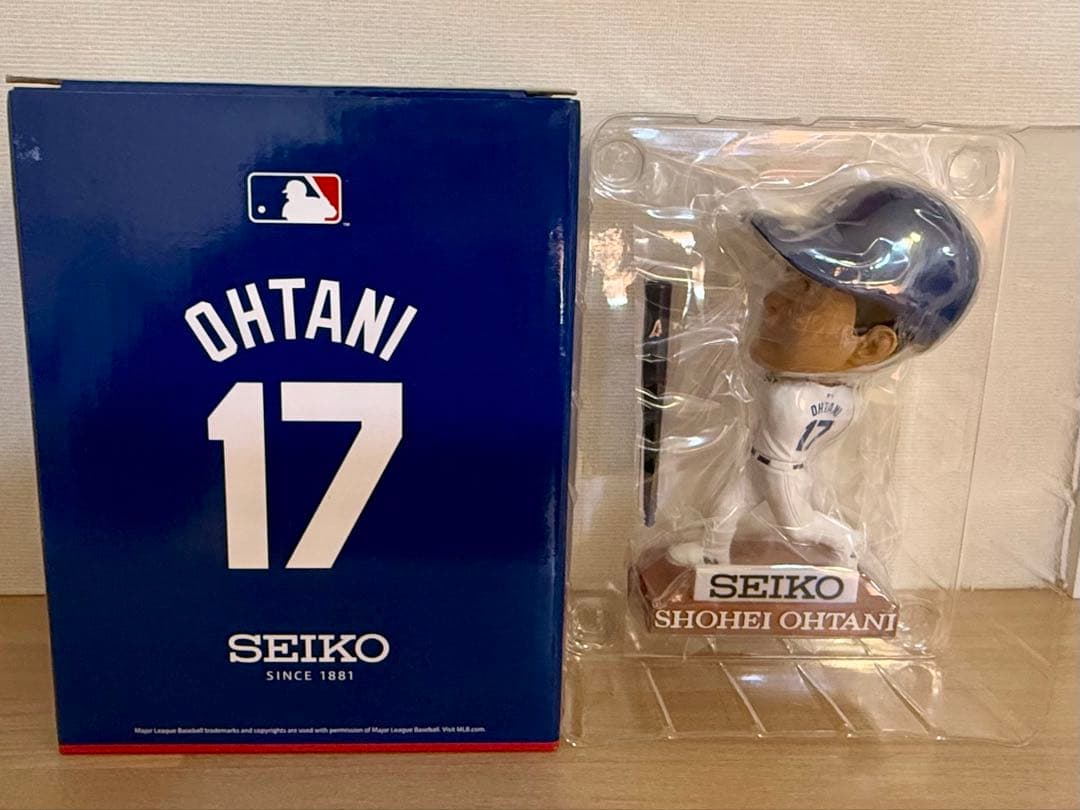 OHTANI
17
SEIKO
SINCE 1881
Major League Baseball trademarks and copyrights are used with permission of Major League Baseball. Visit MLB.com.
A
OHTANI
17
SEIKO
SHOHEI OHTANI